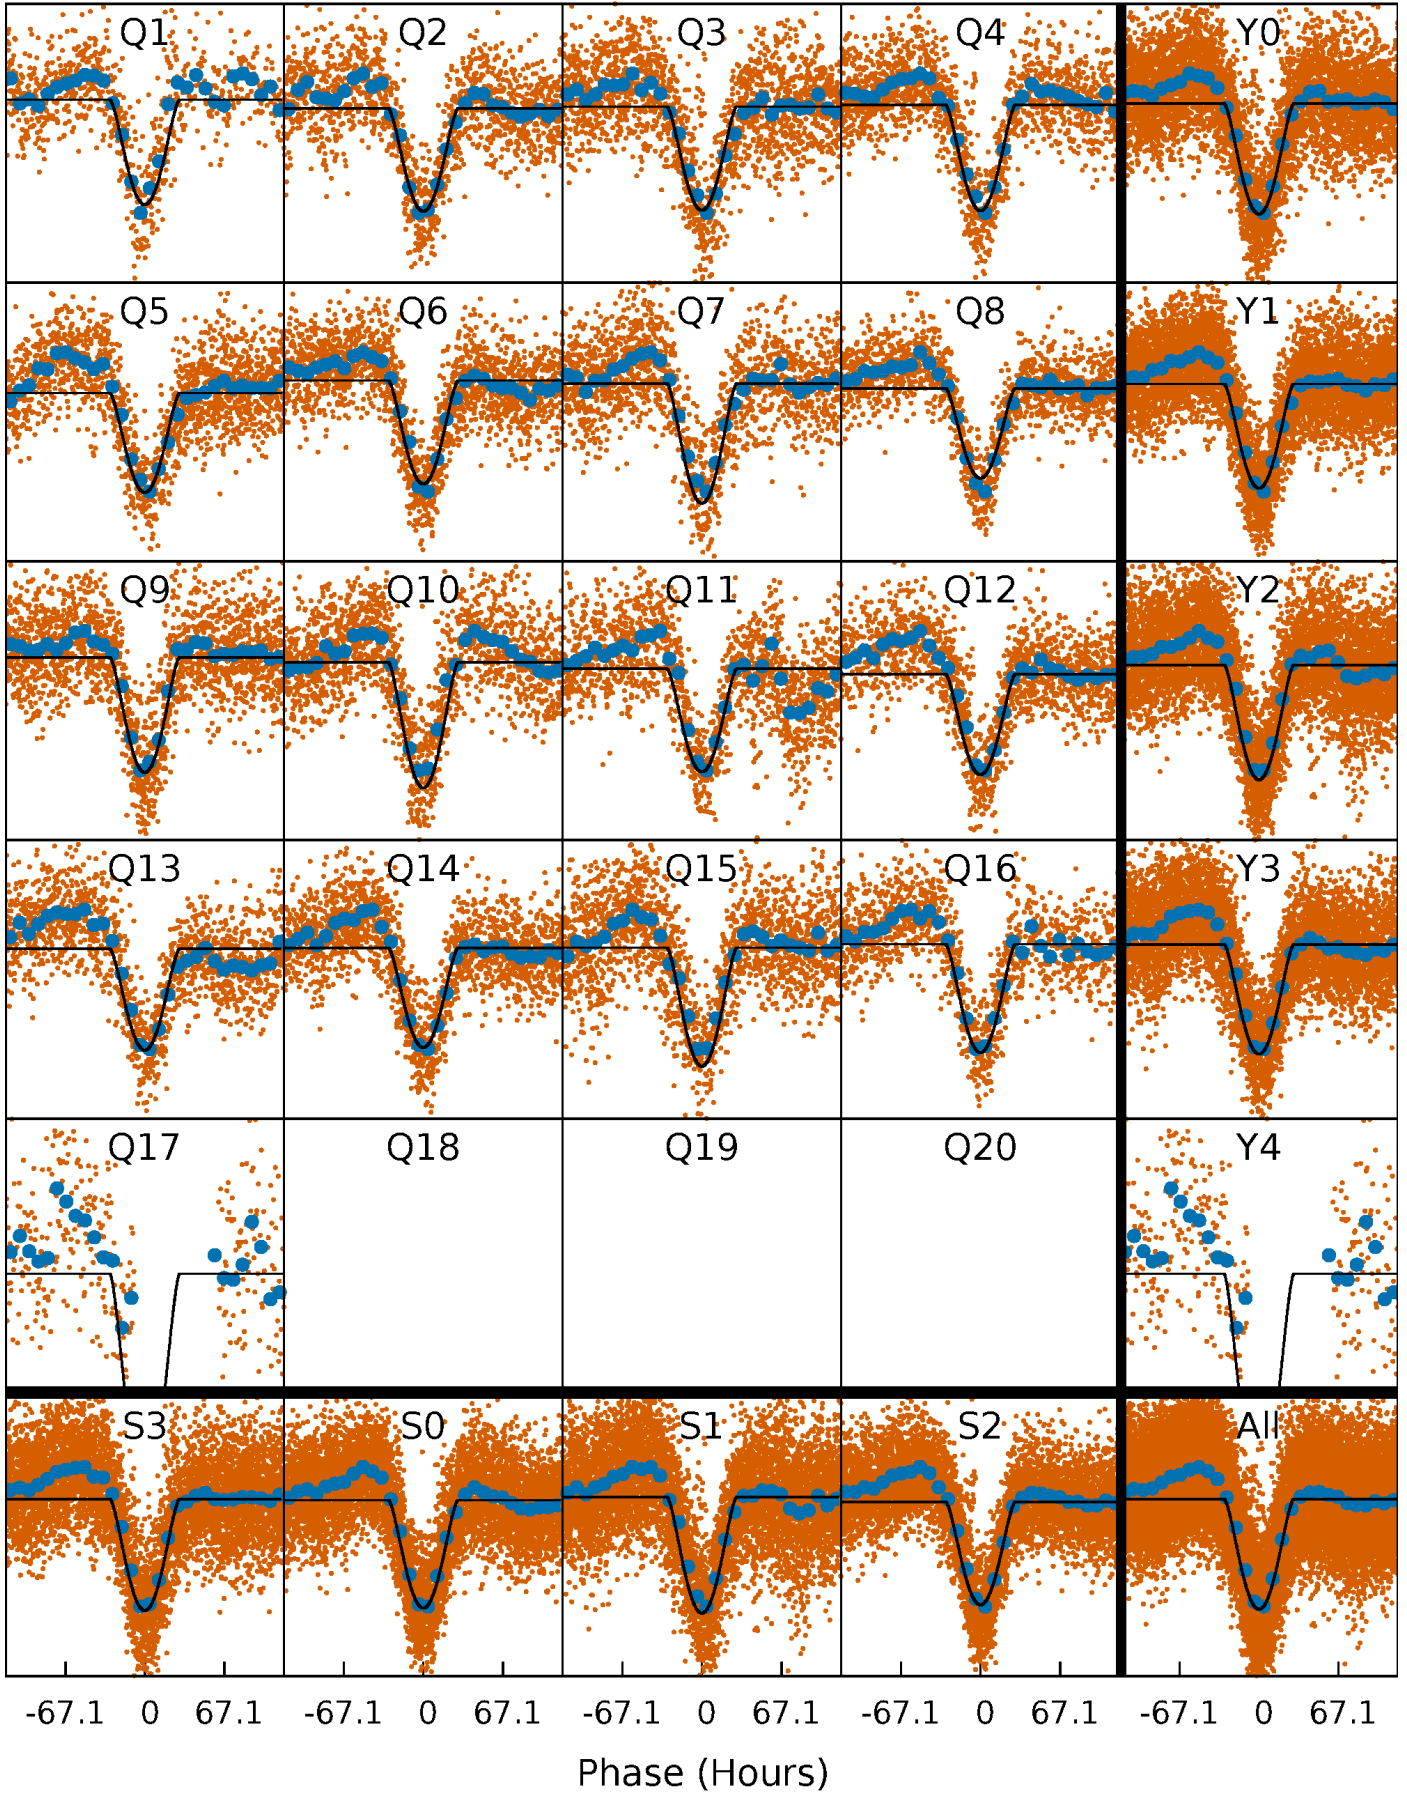 Q1 Q2 Q3 Q4 Y0
Q5 Q6 Q7 Q8 Y1
Q9 Q10 Q11 Q12 Y2
Q13 Q14 Q15 Q16 Y3
Q17 Q18 Q19 Q20 Y4
S3 S0 S1 S2 All
-67.1 0 67.1 -67.1 0 67.1 -67.1 0 67.1 -67.1 0 67.1 -67.1 0 67.1
Phase (Hours)